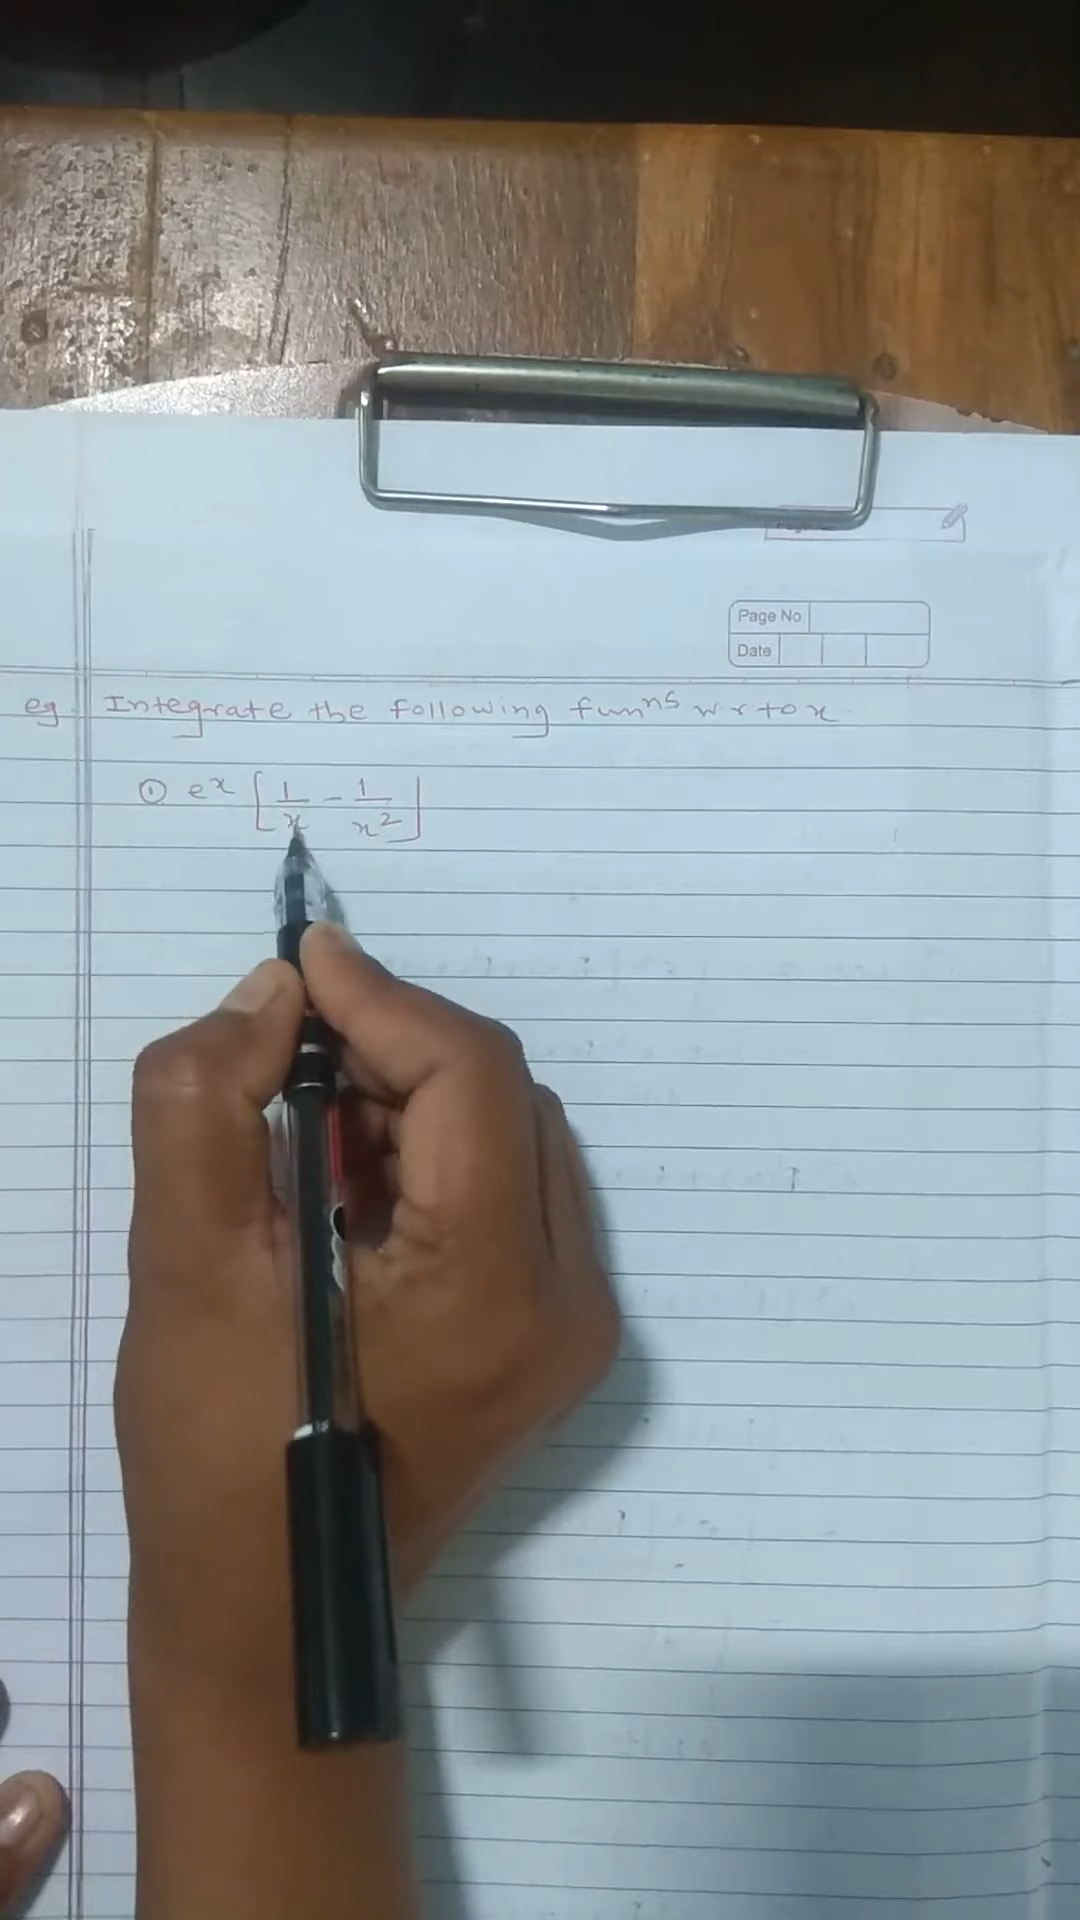 Page No
Date
eg. Integrate the following funns w r to x
① e^x [1/x - 1/x^2]